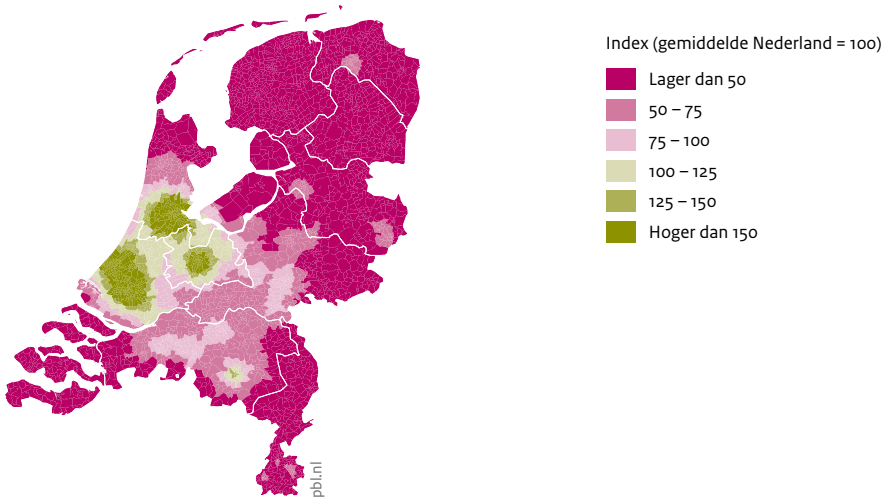 Index (gemiddelde Nederland = 100)
Lager dan 50
50 – 75
75 – 100
100 – 125
125 – 150
Hoger dan 150
pbl.nl